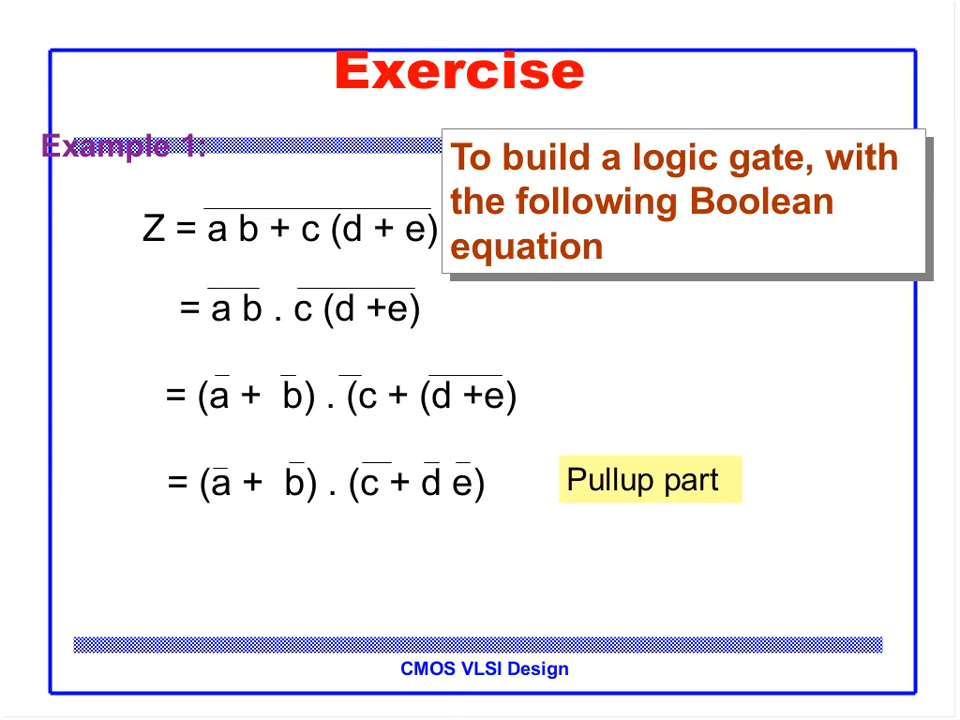 Exercise
Example 1:
To build a logic gate, with
the following Boolean
equation
Z = a b + c (d + e)
= a b . c (d +e)
= (a + b) . (c + (d +e)
= (a + b) . (c + d e)
Pullup part
CMOS VLSI Design